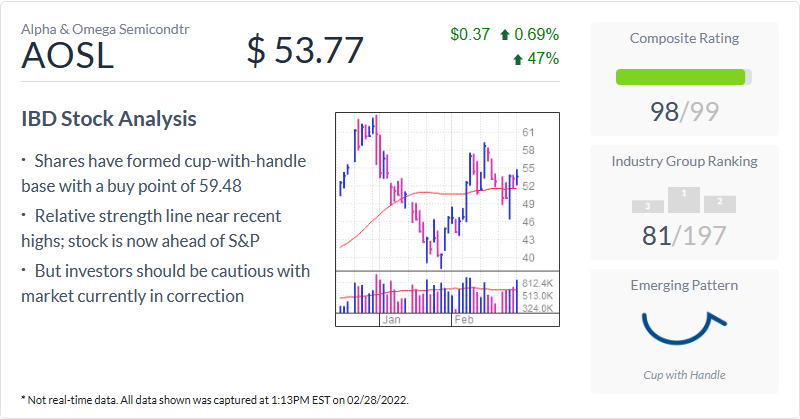 Alpha & Omega Semicondtr
AOSL
$ 53.77
$0.37 0.69%
47%
IBD Stock Analysis
· Shares have formed cup-with-handle
base with a buy point of 59.48
· Relative strength line near recent
highs; stock is now ahead of S&P
· But investors should be cautious with
market currently in correction
61
58
55
52
49
46
43
40
812.4K
513.0K
324.0K
Jan Feb
Composite Rating
98/99
Industry Group Ranking
3 1 2
81/197
Emerging Pattern
Cup with Handle
* Not real-time data. All data shown was captured at 1:13PM EST on 02/28/2022.